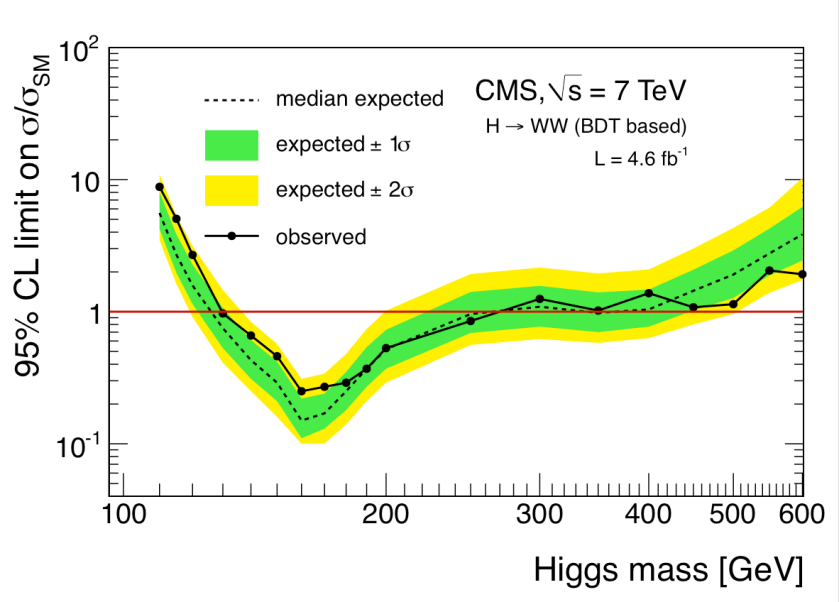 10²
10
1
10⁻¹
95% CL limit on σ/σSM
median expected
expected ± 1σ
expected ± 2σ
observed
CMS, √s = 7 TeV
H → WW (BDT based)
L = 4.6 fb⁻¹
100 200 300 400 500 600
Higgs mass [GeV]